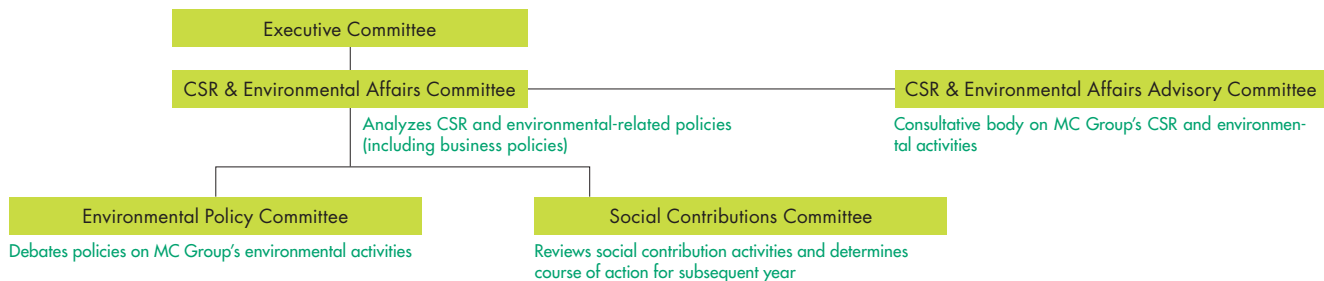 Executive Committee
CSR & Environmental Affairs Committee
CSR & Environmental Affairs Advisory Committee
Analyzes CSR and environmental-related policies
(including business policies)
Consultative body on MC Group's CSR and environmen-
tal activities
Environmental Policy Committee
Social Contributions Committee
Debates policies on MC Group's environmental activities
Reviews social contribution activities and determines
course of action for subsequent year